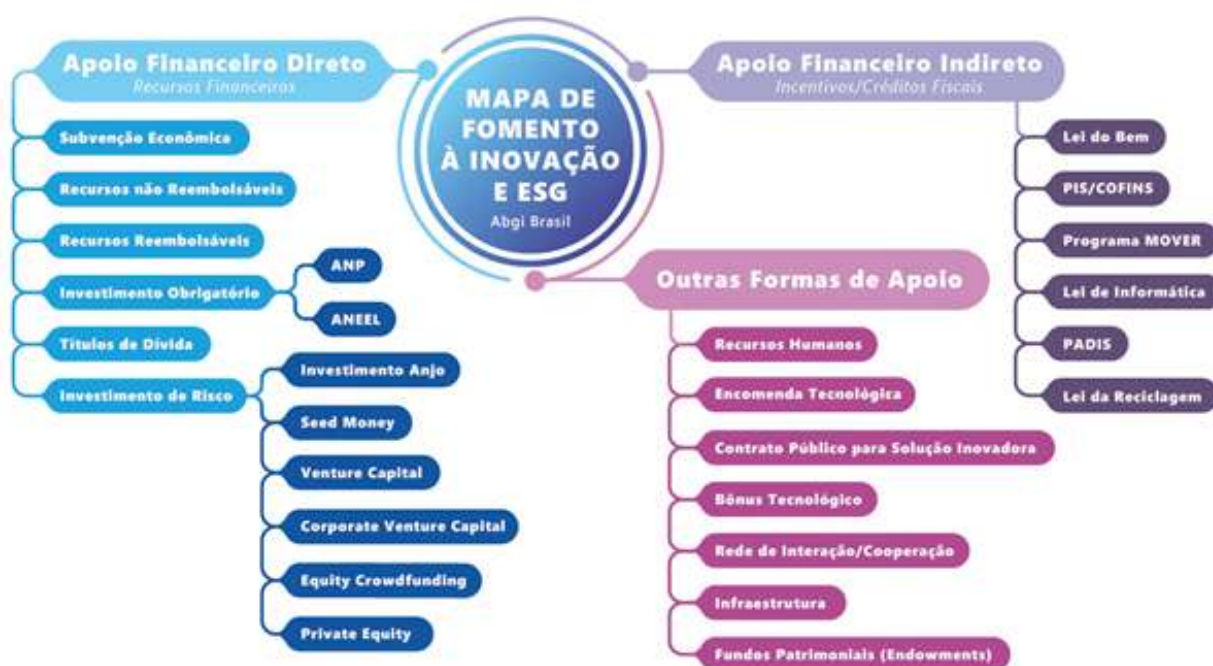 MAPA DE
FOMENTO
À INOVAÇÃO
E ESG
Abgi Brasil
Apoio Financeiro Direto
Recursos Financeiros
Subvenção Econômica
Recursos não Reembolsáveis
Recursos Reembolsáveis
Investimento Obrigatório
ANP
ANEEL
Títulos de Dívida
Investimento de Risco
Investimento Anjo
Seed Money
Venture Capital
Corporate Venture Capital
Equity Crowdfunding
Private Equity
Apoio Financeiro Indireto
Incentivos/Créditos Fiscais
Lei do Bem
PIS/COFINS
Programa MOVER
Lei de Informática
PADIS
Lei da Reciclagem
Outras Formas de Apoio
Recursos Humanos
Encomenda Tecnológica
Contrato Público para Solução Inovadora
Bônus Tecnológico
Rede de Interação/Cooperação
Infraestrutura
Fundos Patrimoniais (Endowments)